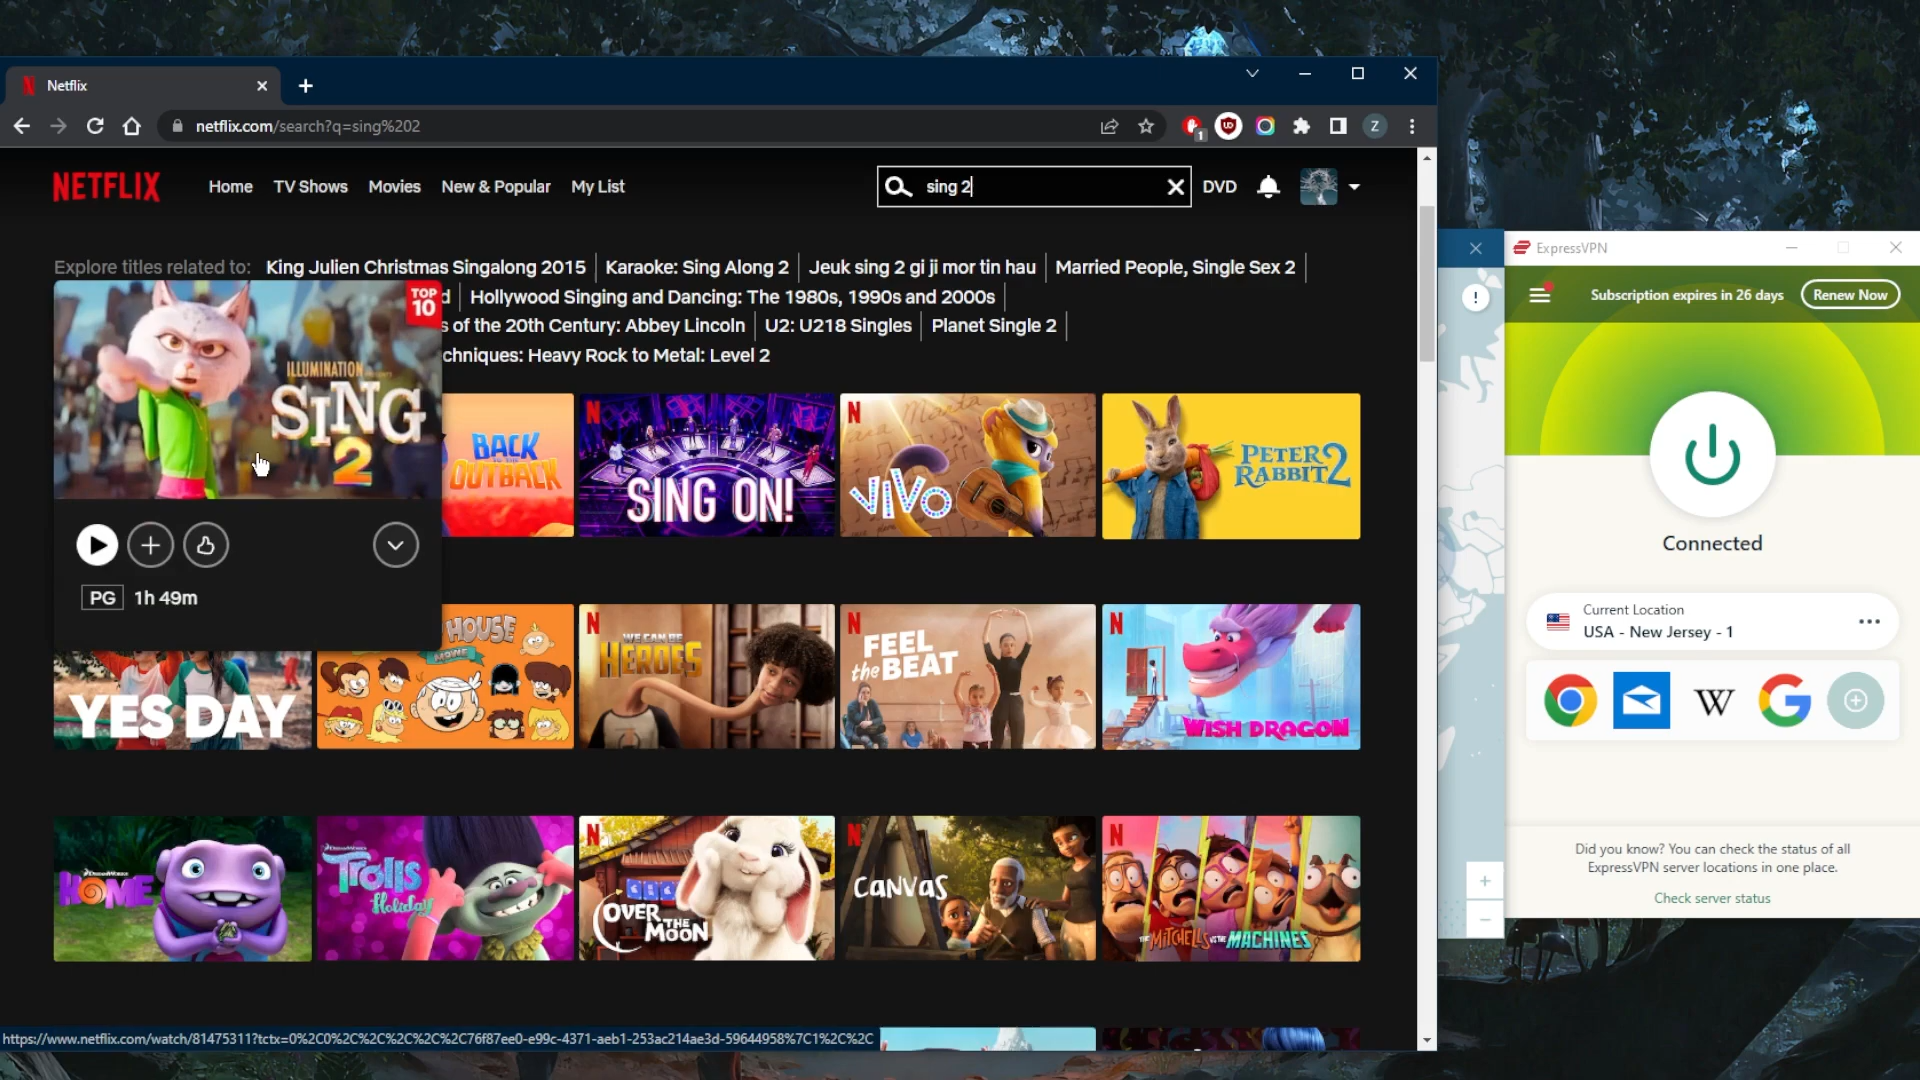 Netflix
netflix.com/search?q=sing%202
1
Z
NETFLIX
Home
TV Shows
Movies
New & Popular
My List
sing 2
DVD
Explore titles related to:
King Julien Christmas Singalong 2015
Karaoke: Sing Along 2
Jeuk sing 2 gi ji mor tin hau
Married People, Single Sex 2
Hollywood Singing and Dancing: The 1980s, 1990s and 2000s
s of the 20th Century: Abbey Lincoln
U2: U218 Singles
Planet Single 2
chniques: Heavy Rock to Metal: Level 2
TOP
10
ILLUMINATION
SING
2
PG
1h 49m
BACK
OUTBACK
SING ON!
VIVO
PETER
RABBIT 2
YES DAY
HOUSE
MOVIE
WE CAN BE
HEROES
FEEL
the BEAT
WISH DRAGON
HOME
Trolls
Holiday
OVER
THE
MOON
CANVAS
THE MITCHELLS VS THE MACHINES
https://www.netflix.com/watch/81475311?tctx=0%2C0%2C%2C%2C%2C76f87ee0-e99c-4371-aeb1-253ac214ae3d-59644958%7C1%2C%2C
ExpressVPN
Subscription expires in 26 days
Renew Now
Connected
Current Location
USA - New Jersey - 1
W
G
Did you know? You can check the status of all
ExpressVPN server locations in one place.
Check server status